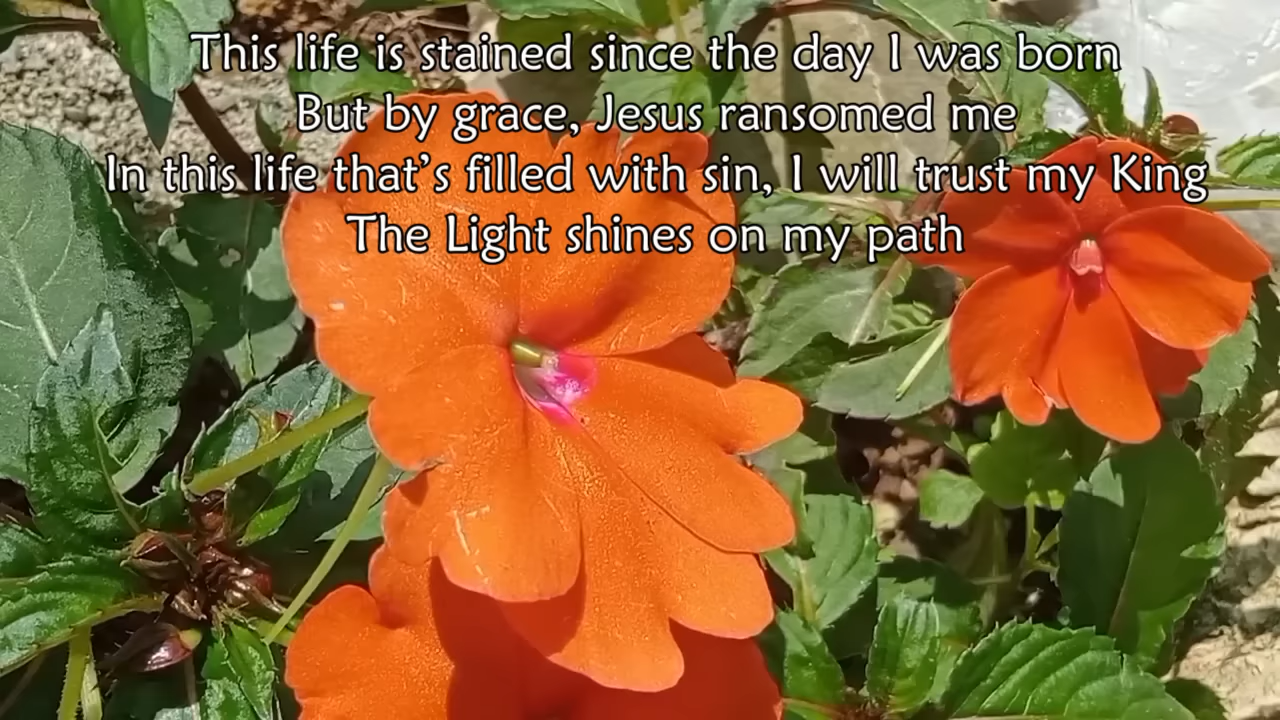 This life is stained since the day I was born
But by grace, Jesus ransomed me
In this life that’s filled with sin, I will trust my King
The Light shines on my path